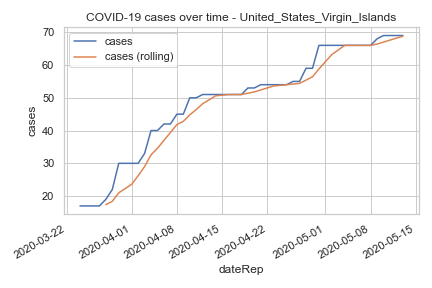 COVID-19 cases over time - United_States_Virgin_Islands
cases
cases (rolling)
70
60
50
40
30
20
cases
2020-03-22
2020-04-01
2020-04-08
2020-04-15
2020-04-22
2020-05-01
2020-05-08
2020-05-15
dateRep